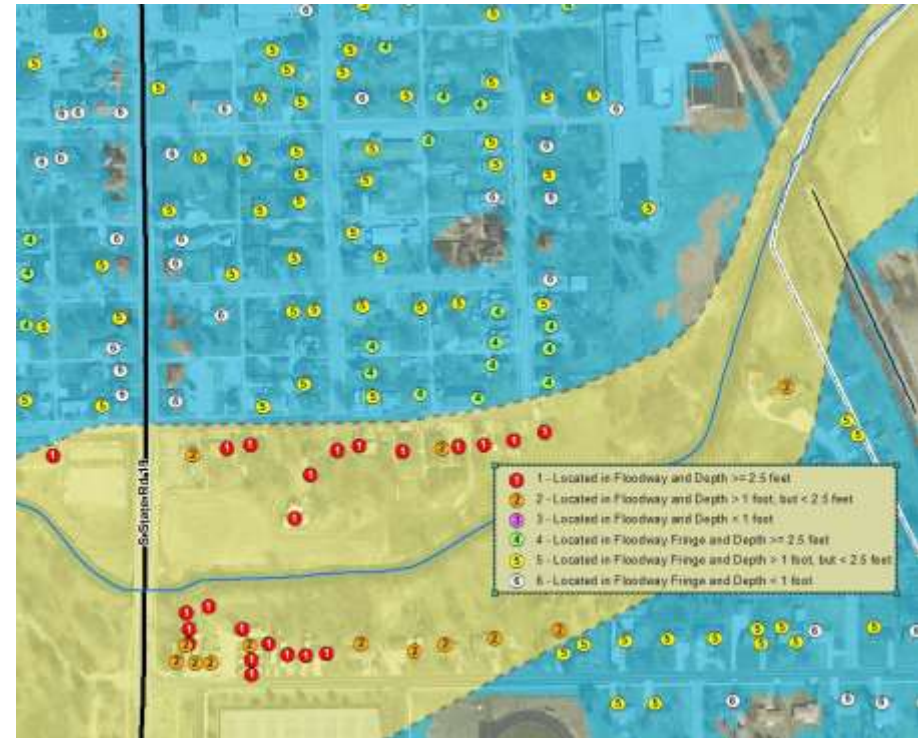 S State Rd 19
1 - Located in Floodway and Depth >= 2.5 feet
2 - Located in Floodway and Depth > 1 foot, but < 2.5 feet
3 - Located in Floodway and Depth < 1 foot
4 - Located in Floodway Fringe and Depth >= 2.5 feet
5 - Located in Floodway Fringe and Depth > 1 foot, but < 2.5 feet
6 - Located in Floodway Fringe and Depth < 1 foot